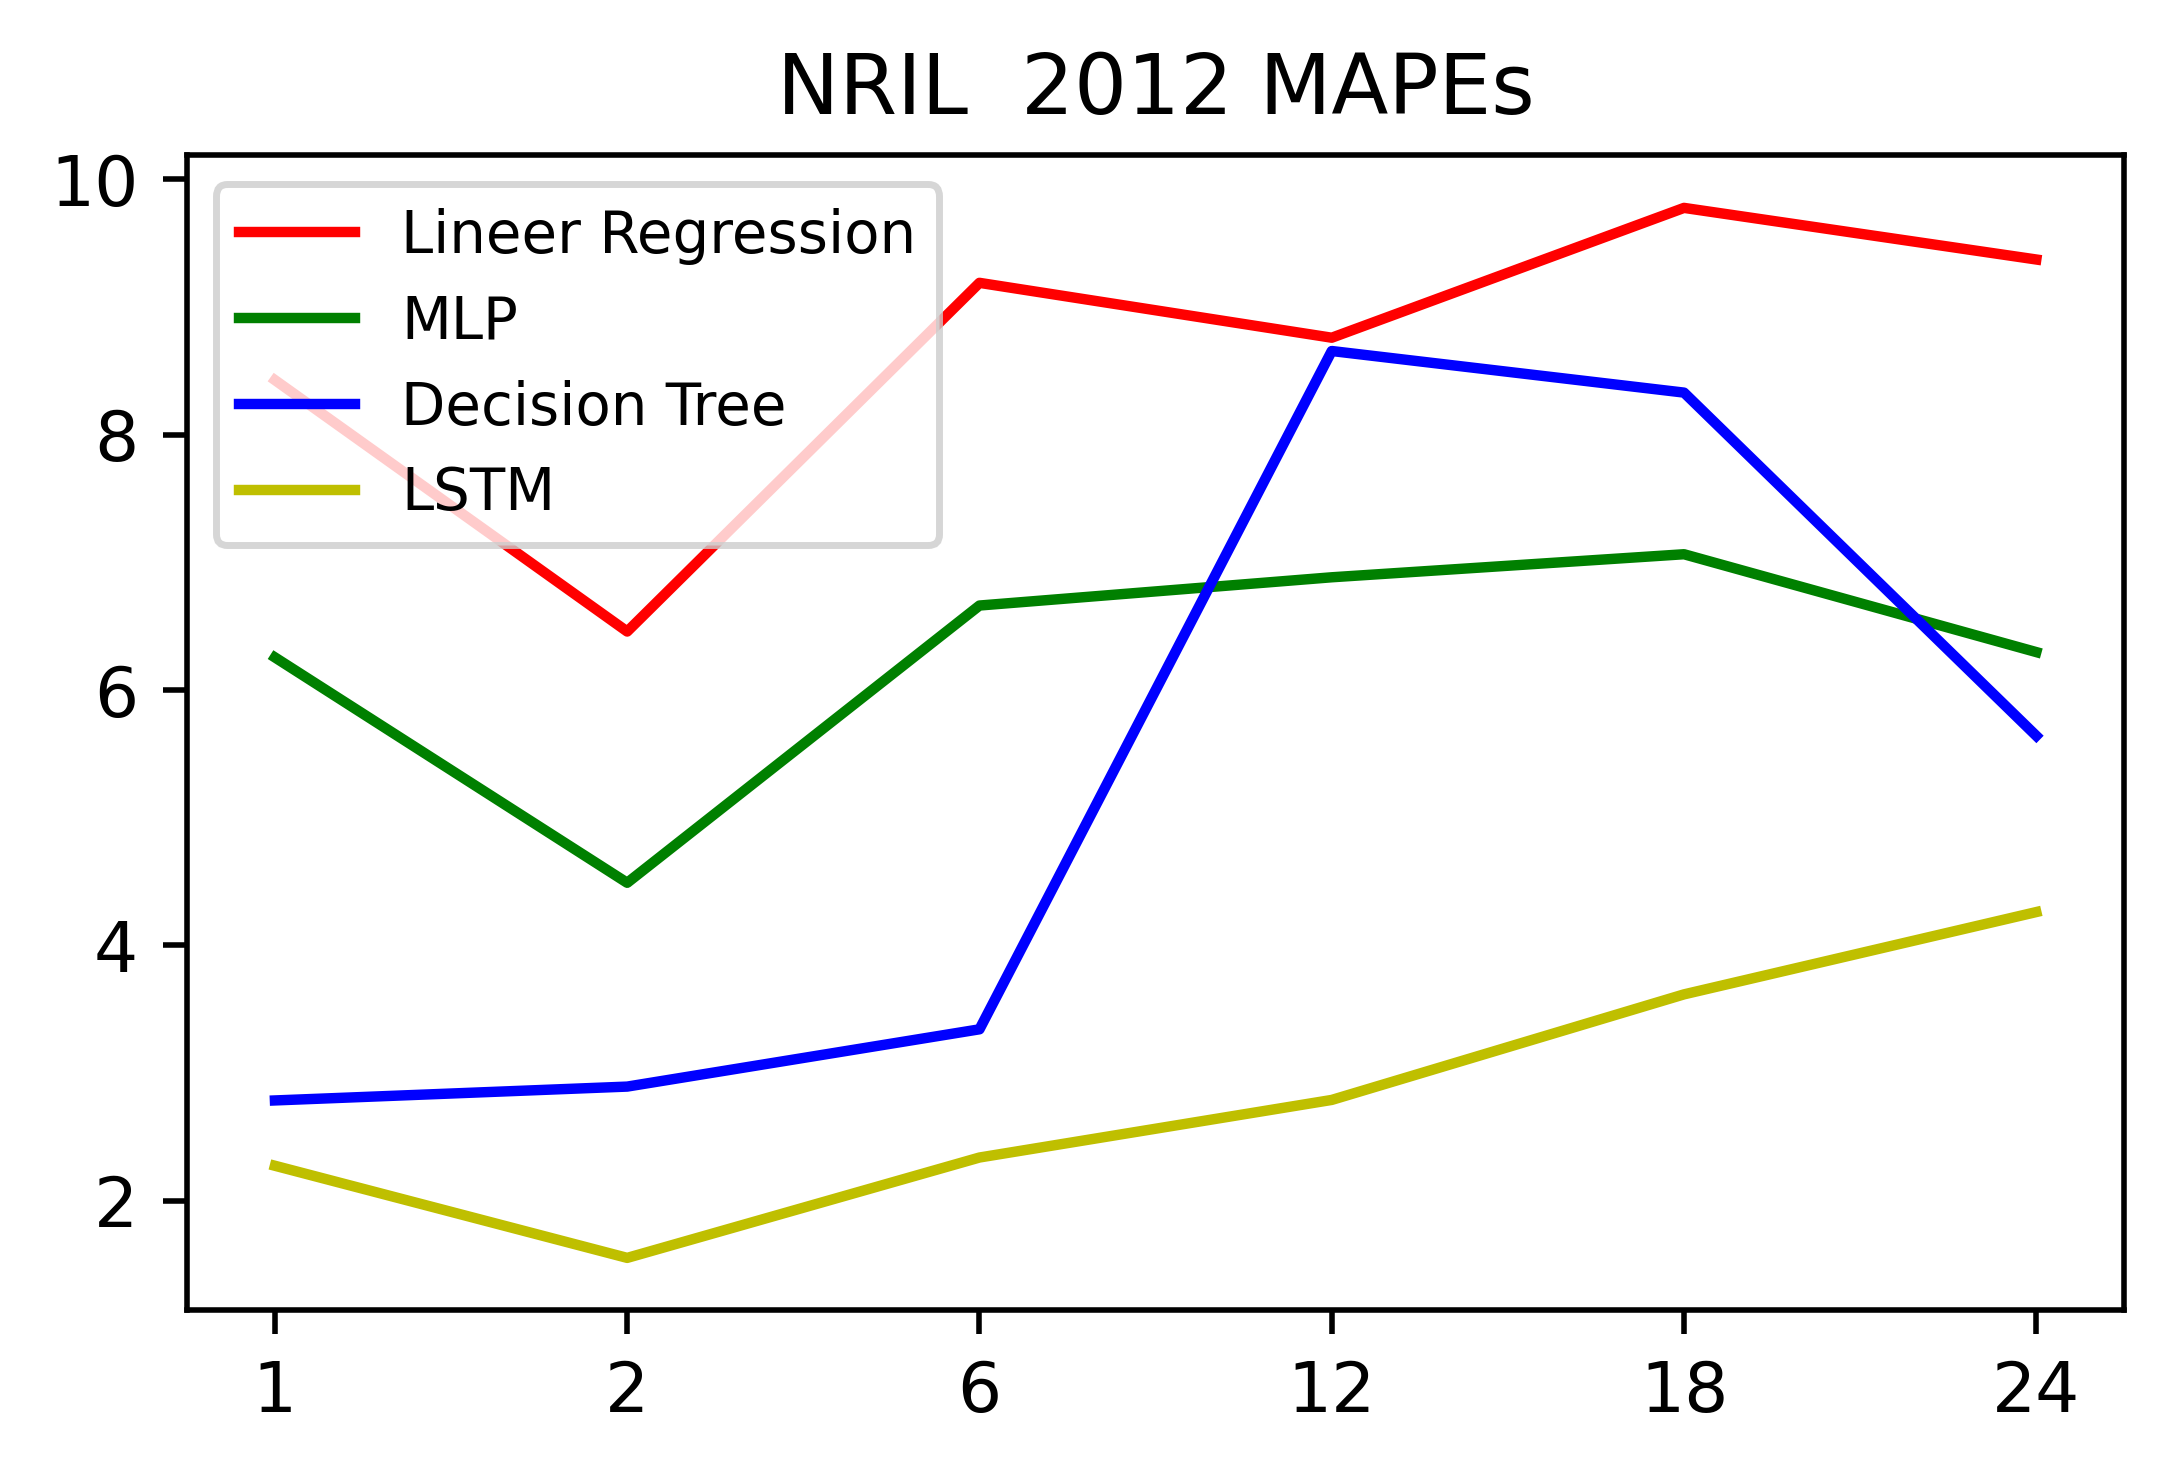 NRIL  2012 MAPEs
10
8
6
4
2
Lineer Regression
MLP
Decision Tree
LSTM
1 2 6 12 18 24